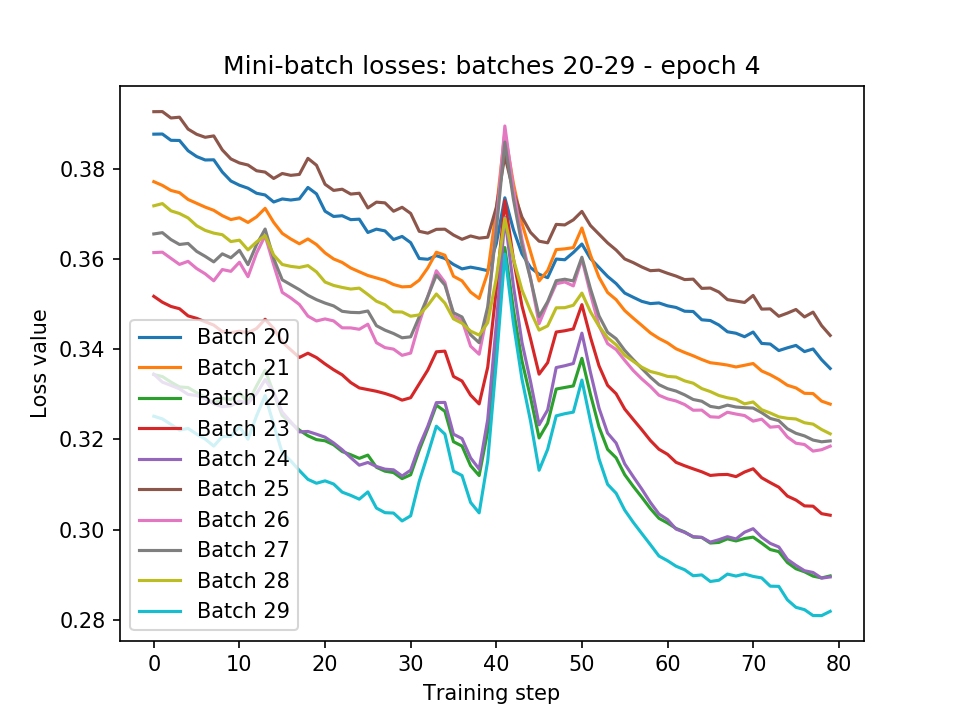 Mini-batch losses: batches 20-29 - epoch 4
Loss value
0.38
0.36
0.34
0.32
0.30
0.28
Batch 20
Batch 21
Batch 22
Batch 23
Batch 24
Batch 25
Batch 26
Batch 27
Batch 28
Batch 29
0 10 20 30 40 50 60 70 80
Training step